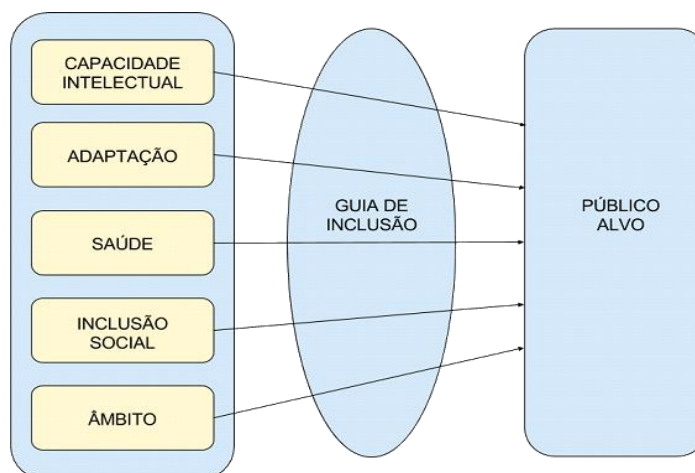 CAPACIDADE
INTELECTUAL
ADAPTAÇÃO
SAÚDE
INCLUSÃO
SOCIAL
ÂMBITO
GUIA DE
INCLUSÃO
PÚBLICO
ALVO